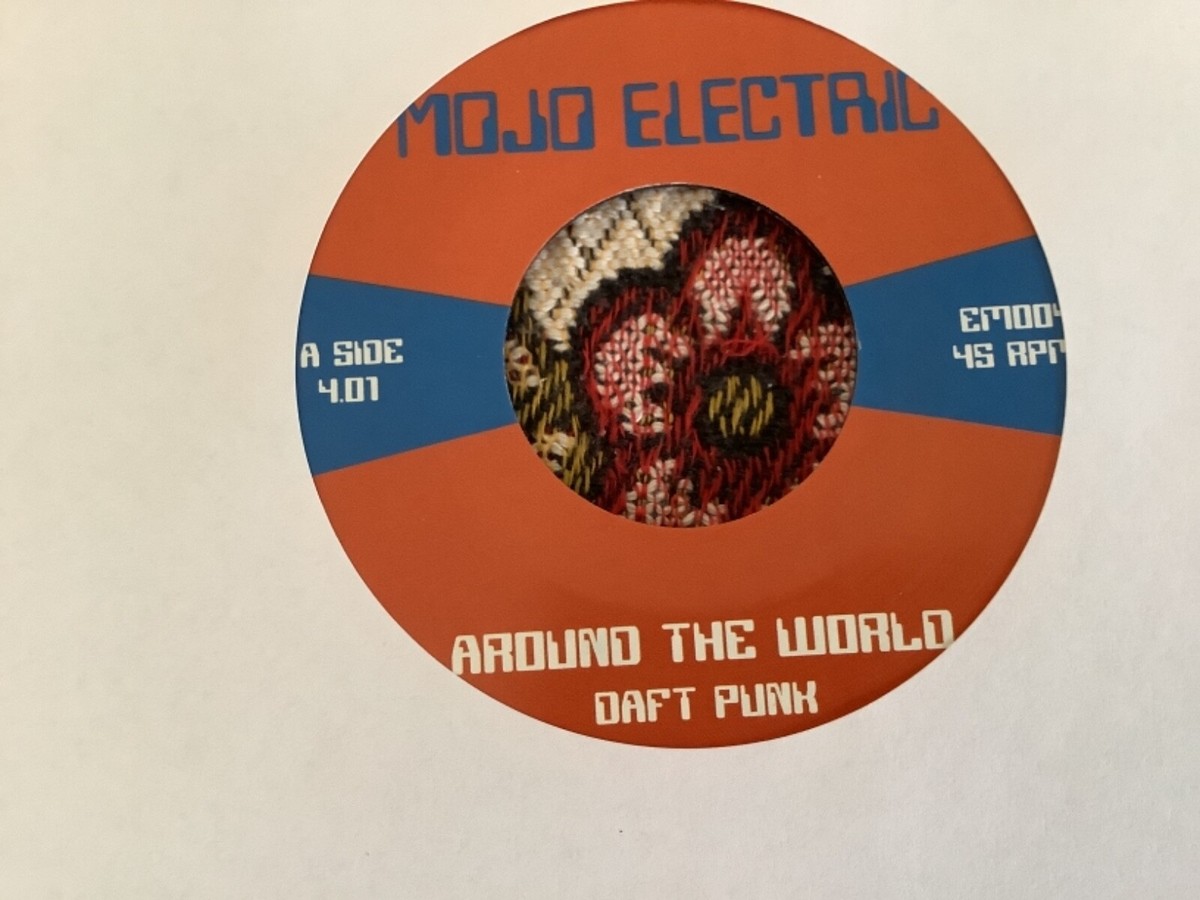 MOJO ELECTRIC
A SIDE
4.01
EM004
45 RPM
AROUND THE WORLD
DAFT PUNK